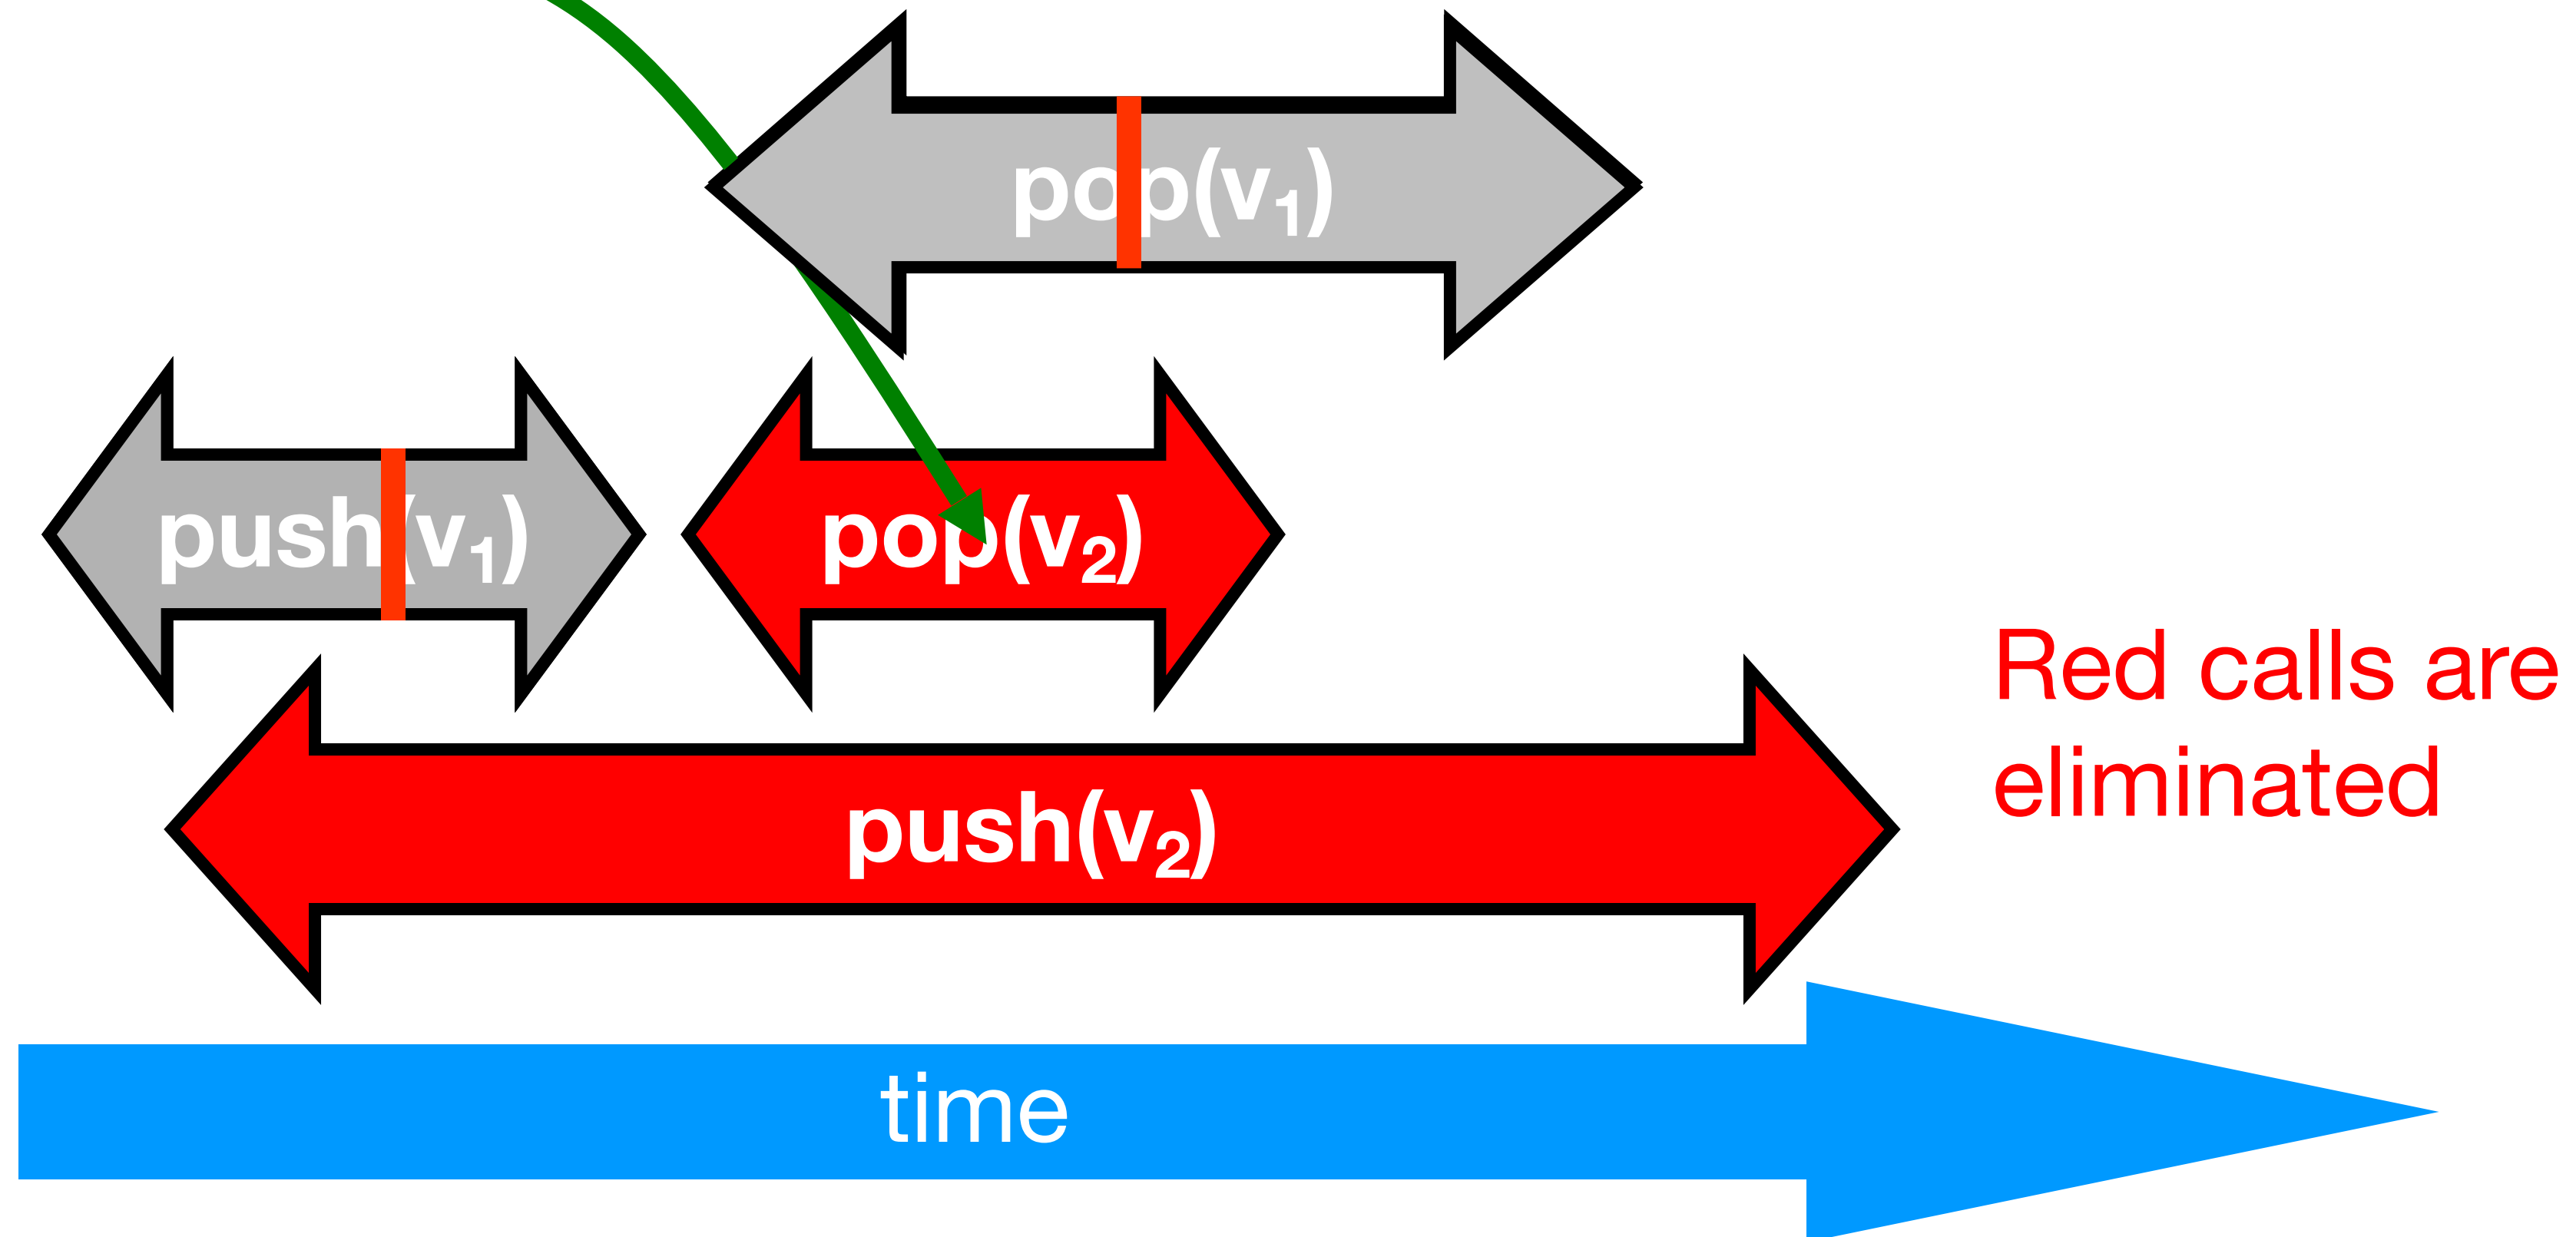 pop(v₁)
push(v₁)
pop(v₂)
Red calls are
eliminated
push(v₂)
time